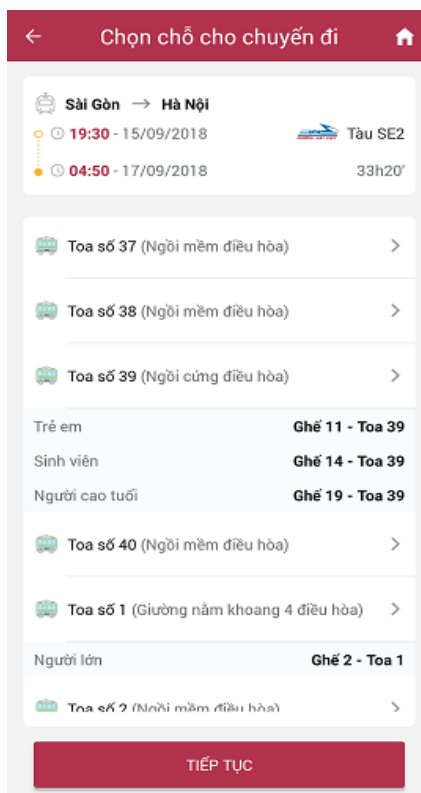 Chọn chỗ cho chuyến đi
Sài Gòn → Hà Nội
19:30 - 15/09/2018 Tàu SE2
04:50 - 17/09/2018 33h20'
Toa số 37 (Ngồi mềm điều hòa)
Toa số 38 (Ngồi mềm điều hòa)
Toa số 39 (Ngồi cứng điều hòa)
Trẻ em Ghế 11 - Toa 39
Sinh viên Ghế 14 - Toa 39
Người cao tuổi Ghế 19 - Toa 39
Toa số 40 (Ngồi mềm điều hòa)
Toa số 1 (Giường nằm khoang 4 điều hòa)
Người lớn Ghế 2 - Toa 1
Toa số 2 (Ngồi mềm điều hòa)
TIẾP TỤC